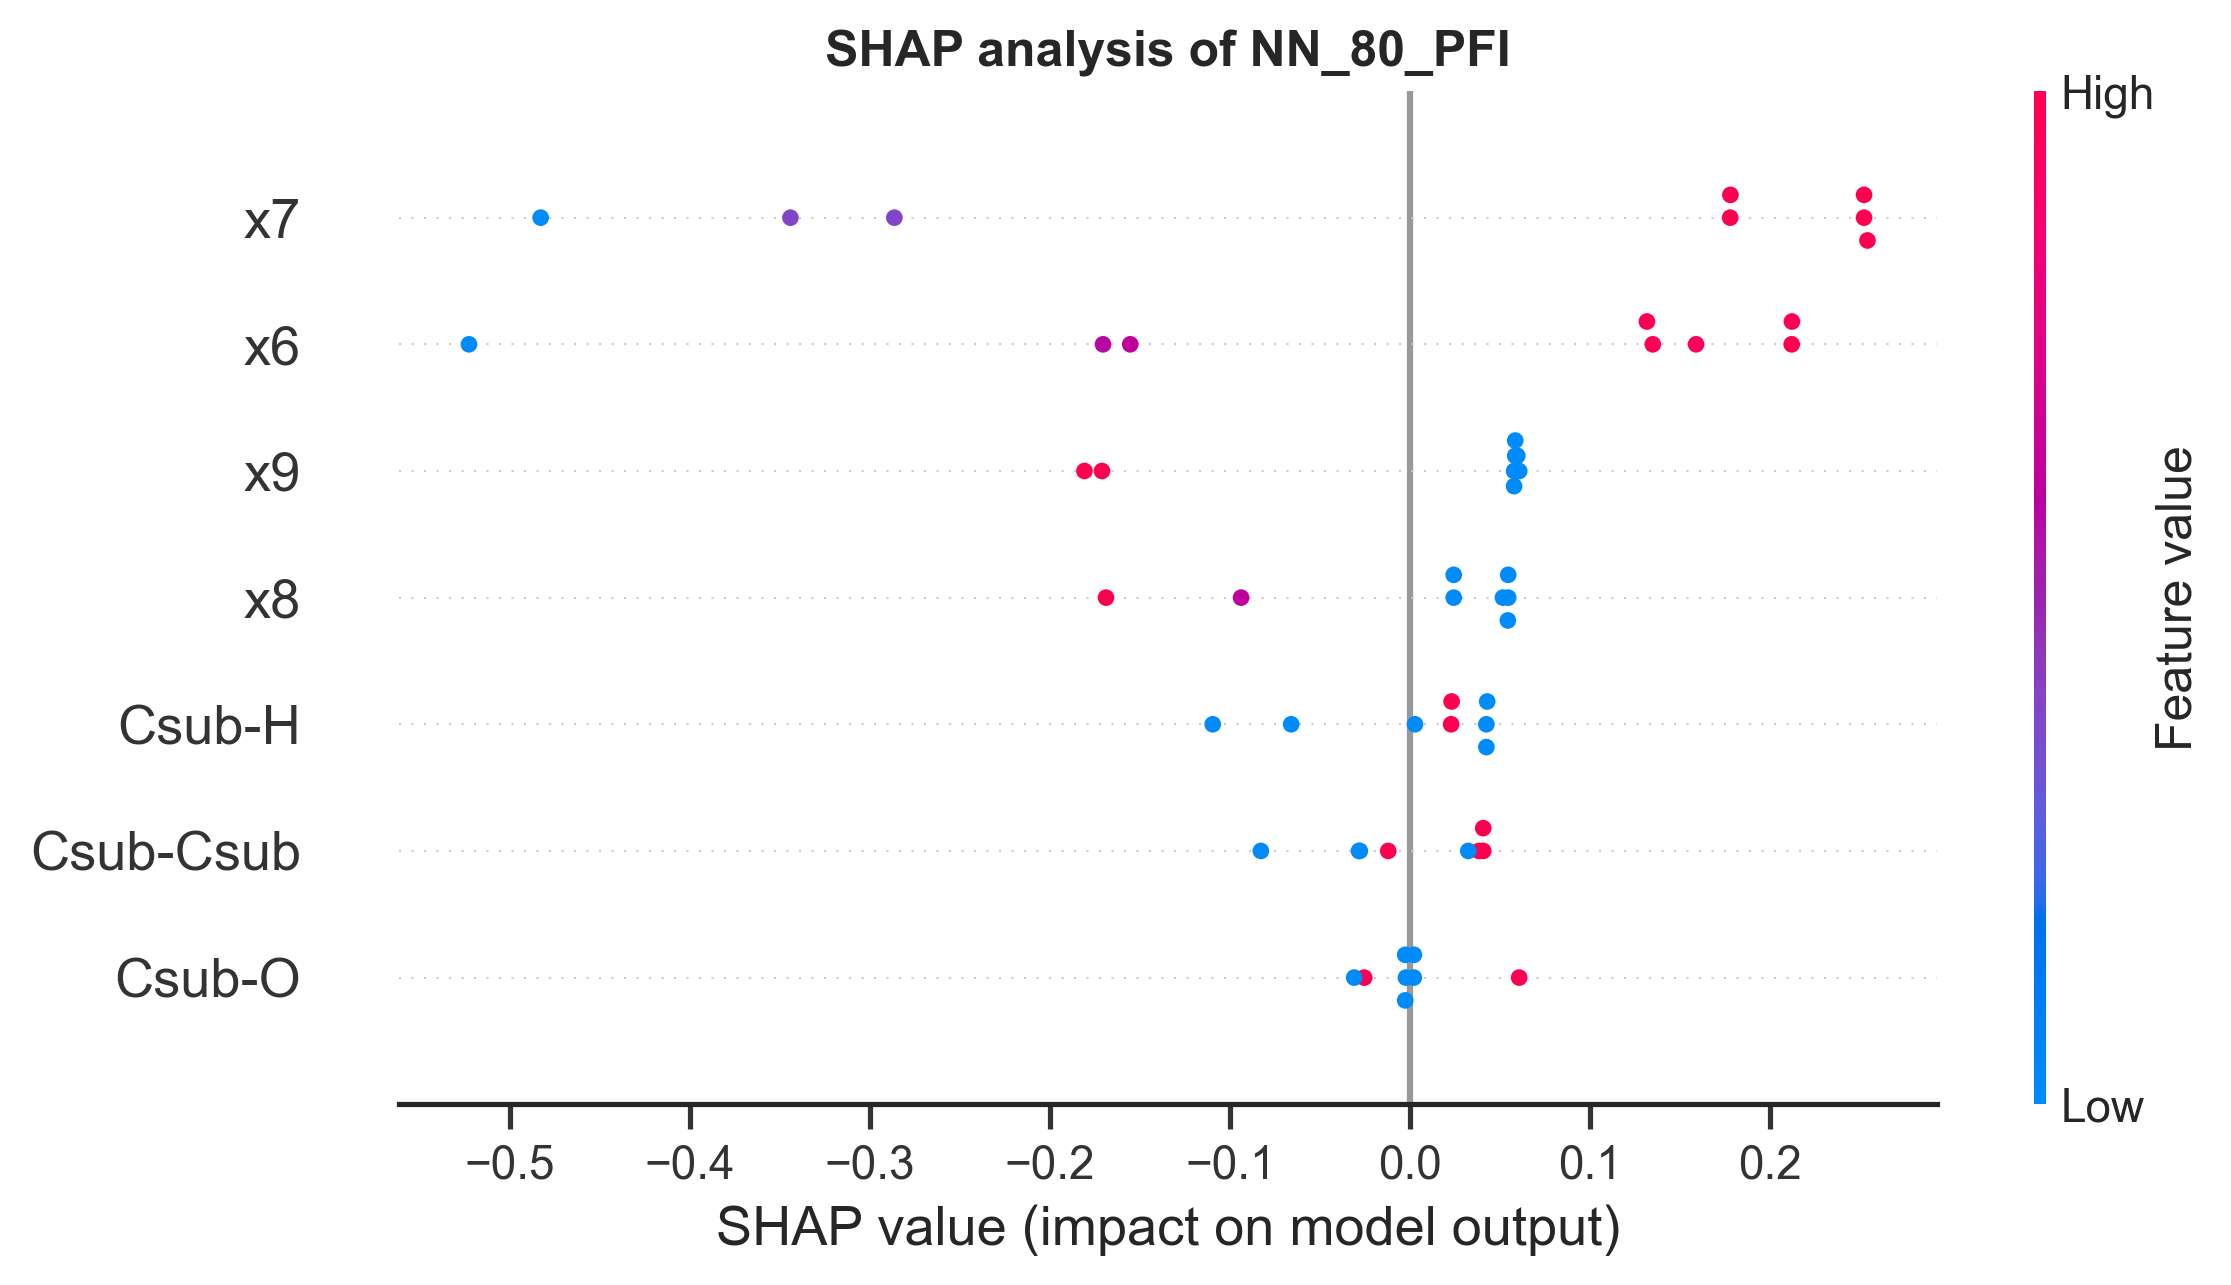 SHAP analysis of NN_80_PFI
High
x7
x6
x9
x8
Csub-H
Csub-Csub
Csub-O
Feature value
Low
−0.5 −0.4 −0.3 −0.2 −0.1 0.0 0.1 0.2
SHAP value (impact on model output)